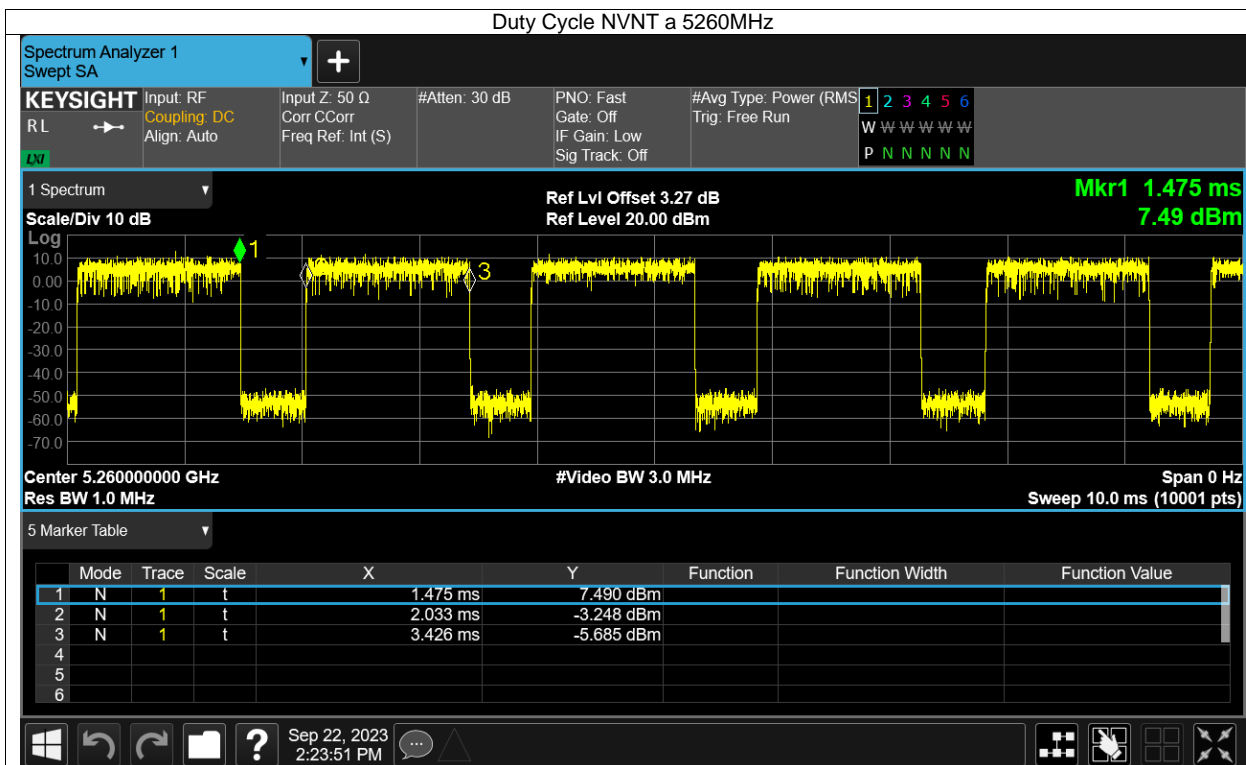 Duty Cycle NVNT a 5260MHz
Spectrum Analyzer 1
Swept SA
KEYSIGHT Input: RF Input Z: 50 Ω #Atten: 30 dB PNO: Fast #Avg Type: Power (RMS 1 2 3 4 5 6
RL Coupling: DC Corr CCorr Gate: Off Trig: Free Run W W W W W W
Align: Auto Freq Ref: Int (S) IF Gain: Low
LXI Sig Track: Off P N N N N N
1 Spectrum Ref Lvl Offset 3.27 dB Mkr1 1.475 ms
Scale/Div 10 dB Ref Level 20.00 dBm 7.49 dBm
Log
1
10.0
3
0.00
-10.0
-20.0
-30.0
-40.0
-50.0
-60.0
-70.0
Center 5.260000000 GHz #Video BW 3.0 MHz Span 0 Hz
Res BW 1.0 MHz Sweep 10.0 ms (10001 pts)
5 Marker Table
Mode Trace Scale X Y Function Function Width Function Value
1 N 1 t 1.475 ms 7.490 dBm
2 N 1 t 2.033 ms -3.248 dBm
3 N 1 t 3.426 ms -5.685 dBm
4
5
6
? Sep 22, 2023
2:23:51 PM